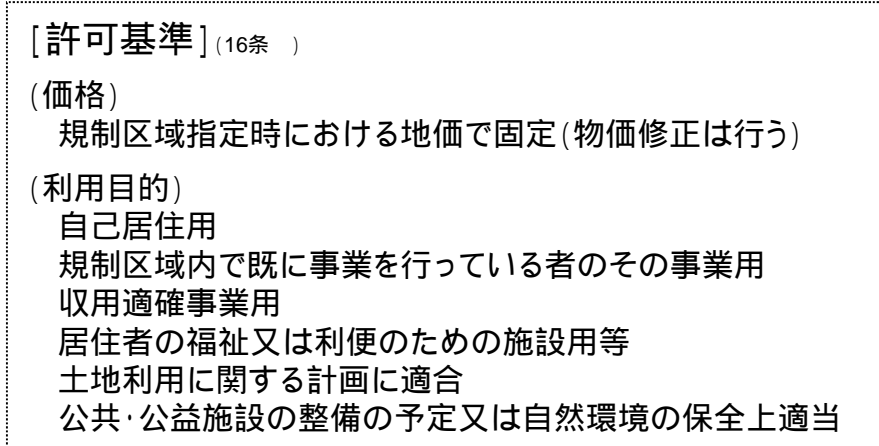 [許可基準](16条　)
(価格)
規制区域指定時における地価で固定(物価修正は行う)
(利用目的)
自己居住用
規制区域内で既に事業を行っている者のその事業用
収用適確事業用
居住者の福祉又は利便のための施設用等
土地利用に関する計画に適合
公共･公益施設の整備の予定又は自然環境の保全上適当